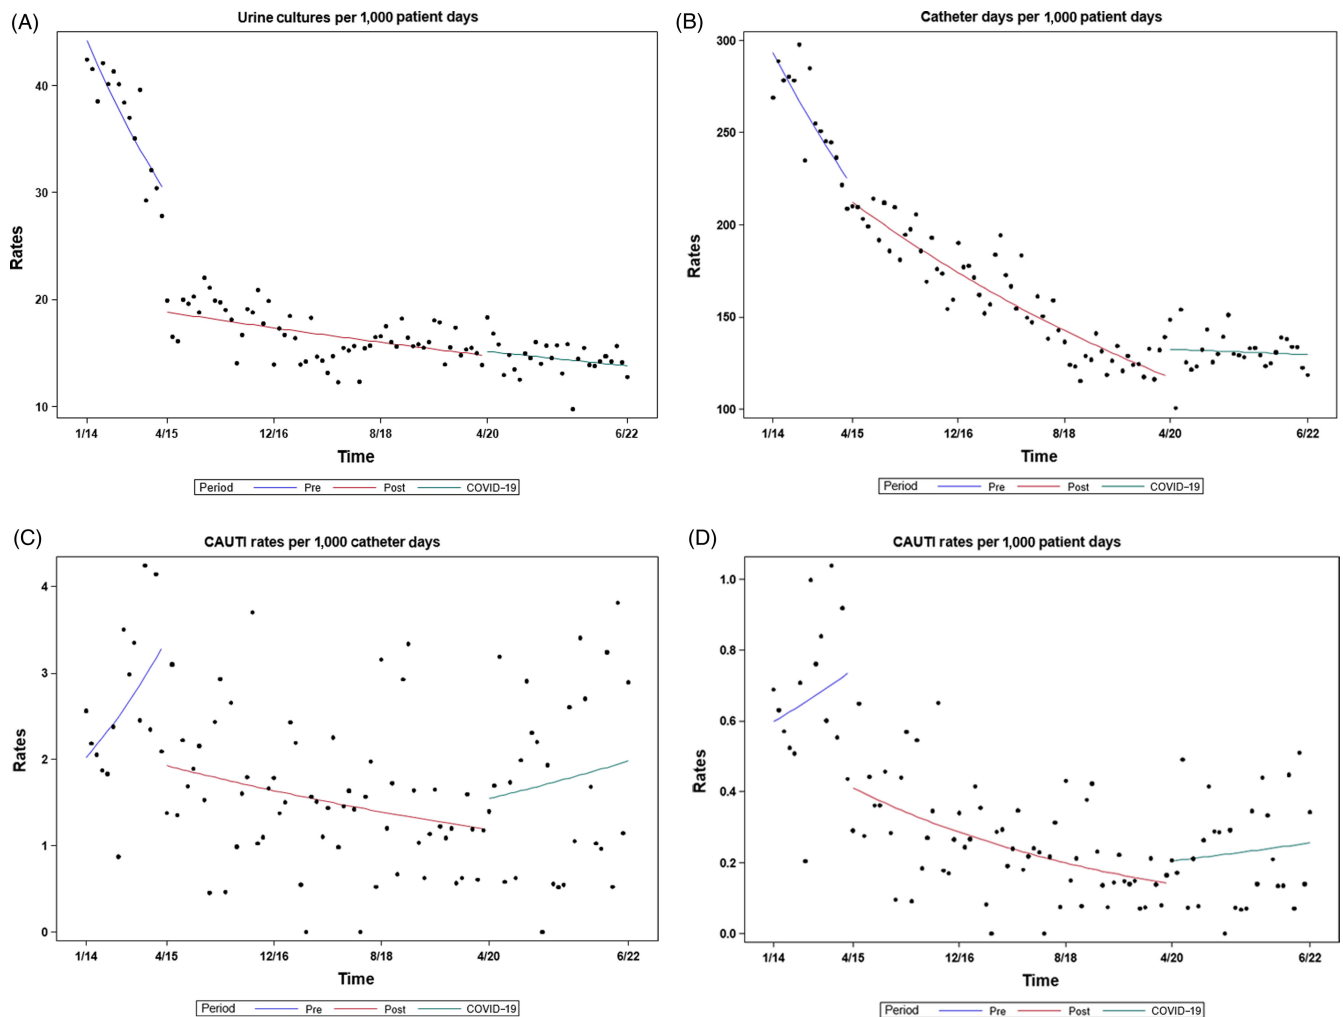 (A)
Urine cultures per 1,000 patient days
Rates
40
30
20
10
1/14 4/15 12/16 8/18 4/20 6/22
Time
Period Pre Post COVID-19
(B)
Catheter days per 1,000 patient days
Rates
300
250
200
150
100
1/14 4/15 12/16 8/18 4/20 6/22
Time
Period Pre Post COVID-19
(C)
CAUTI rates per 1,000 catheter days
Rates
4
3
2
1
0
1/14 4/15 12/16 8/18 4/20 6/22
Time
Period Pre Post COVID-19
(D)
CAUTI rates per 1,000 patient days
Rates
1.0
0.8
0.6
0.4
0.2
0.0
1/14 4/15 12/16 8/18 4/20 6/22
Time
Period Pre Post COVID-19